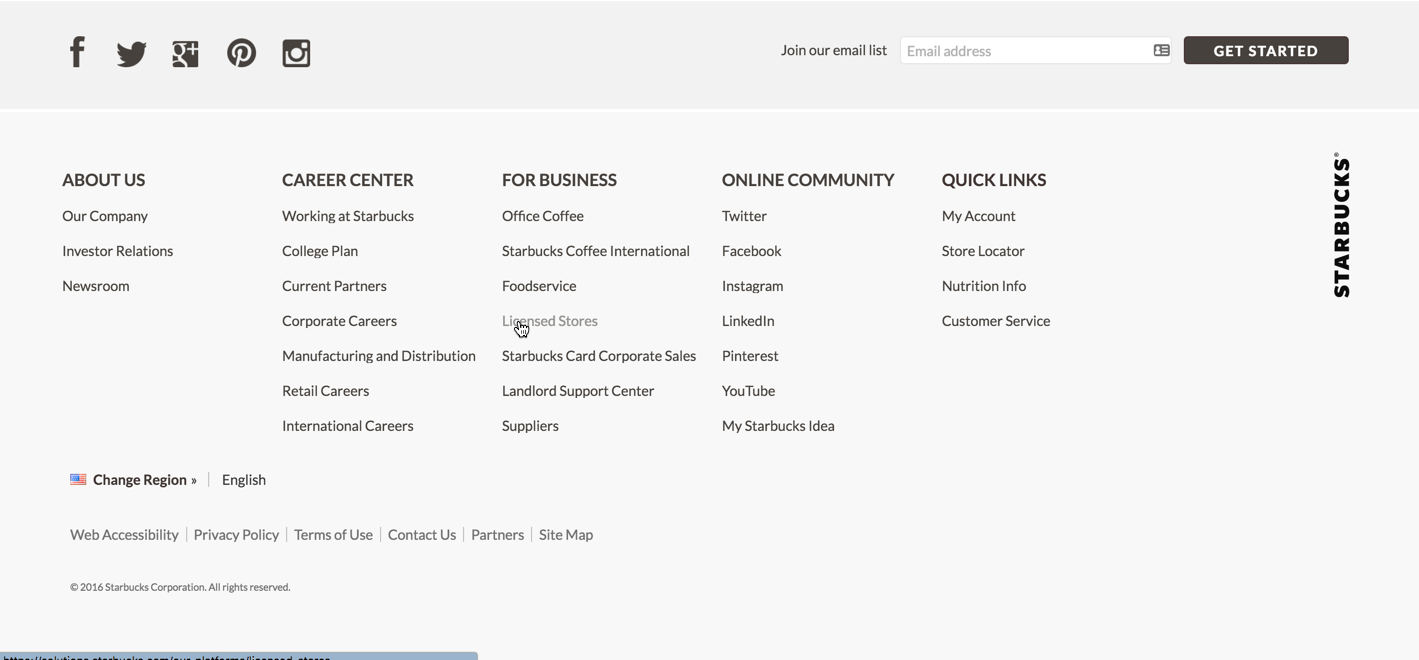 Join our email list
Email address
GET STARTED
ABOUT US
Our Company
Investor Relations
Newsroom
CAREER CENTER
Working at Starbucks
College Plan
Current Partners
Corporate Careers
Manufacturing and Distribution
Retail Careers
International Careers
FOR BUSINESS
Office Coffee
Starbucks Coffee International
Foodservice
Licensed Stores
Starbucks Card Corporate Sales
Landlord Support Center
Suppliers
ONLINE COMMUNITY
Twitter
Facebook
Instagram
LinkedIn
Pinterest
YouTube
My Starbucks Idea
QUICK LINKS
My Account
Store Locator
Nutrition Info
Customer Service
STARBUCKS®
Change Region » | English
Web Accessibility | Privacy Policy | Terms of Use | Contact Us | Partners | Site Map
© 2016 Starbucks Corporation. All rights reserved.